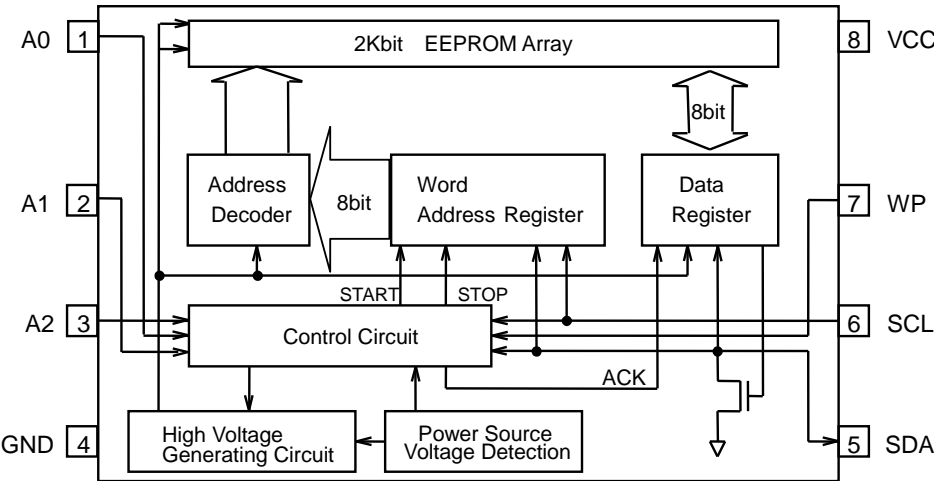 A0 1
2Kbit EEPROM Array
8 VCC
8bit
A1 2
Address
Decoder
8bit
Word
Address Register
Data
Register
7 WP
START
STOP
A2 3
Control Circuit
6 SCL
ACK
GND 4
High Voltage
Generating Circuit
Power Source
Voltage Detection
5 SDA